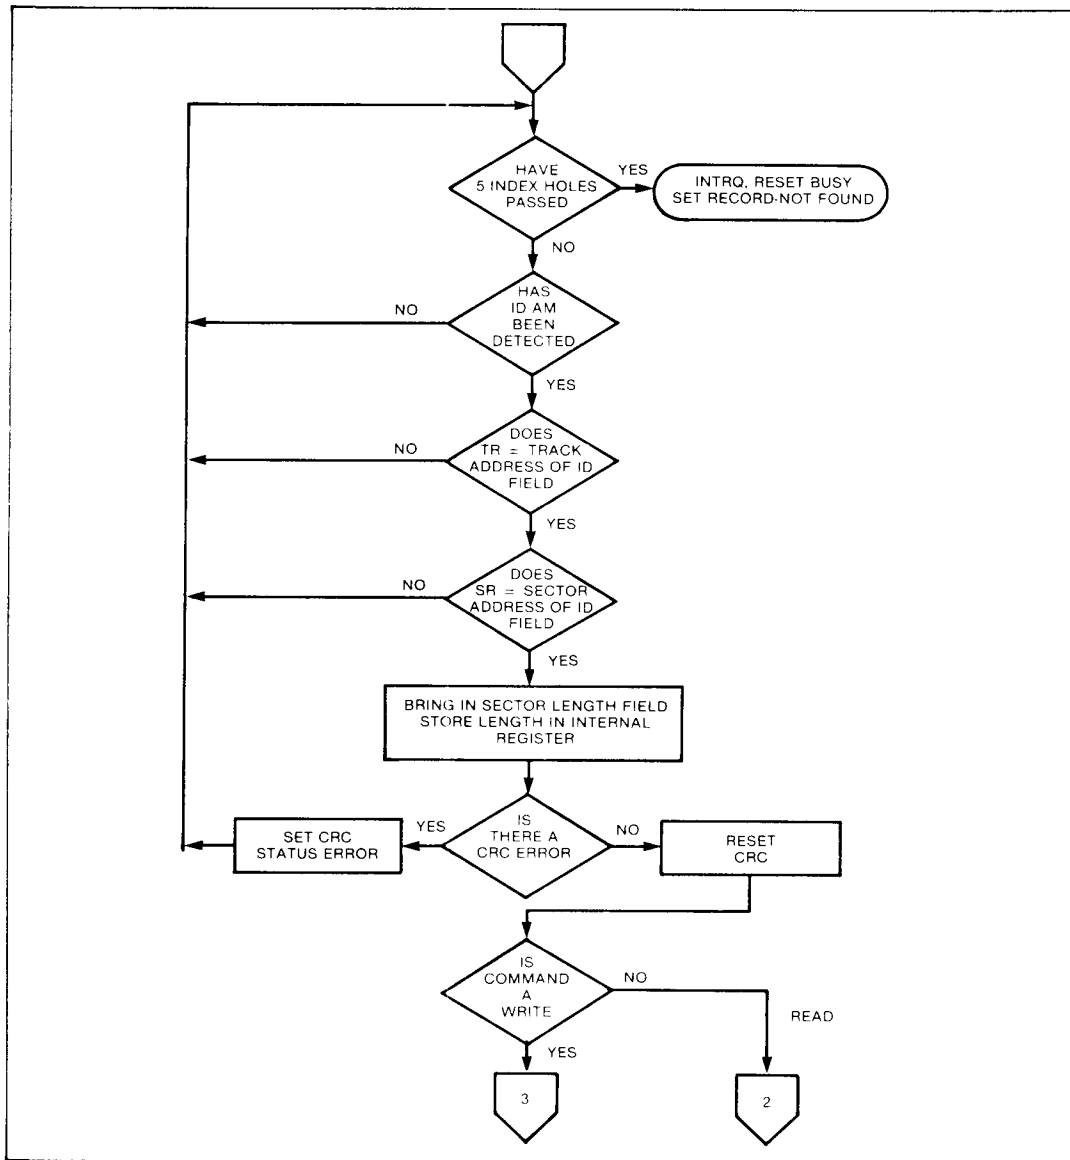 HAVE
5 INDEX HOLES
PASSED
YES
INTRQ, RESET BUSY
SET RECORD-NOT FOUND
NO
HAS
ID AM
BEEN
DETECTED
NO
YES
DOES
TR = TRACK
ADDRESS OF ID
FIELD
NO
YES
DOES
SR = SECTOR
ADDRESS OF ID
FIELD
NO
YES
BRING IN SECTOR LENGTH FIELD
STORE LENGTH IN INTERNAL
REGISTER
IS
THERE A
CRC ERROR
YES
SET CRC
STATUS ERROR
NO
RESET
CRC
IS
COMMAND
A
WRITE
NO
READ
YES
3
2